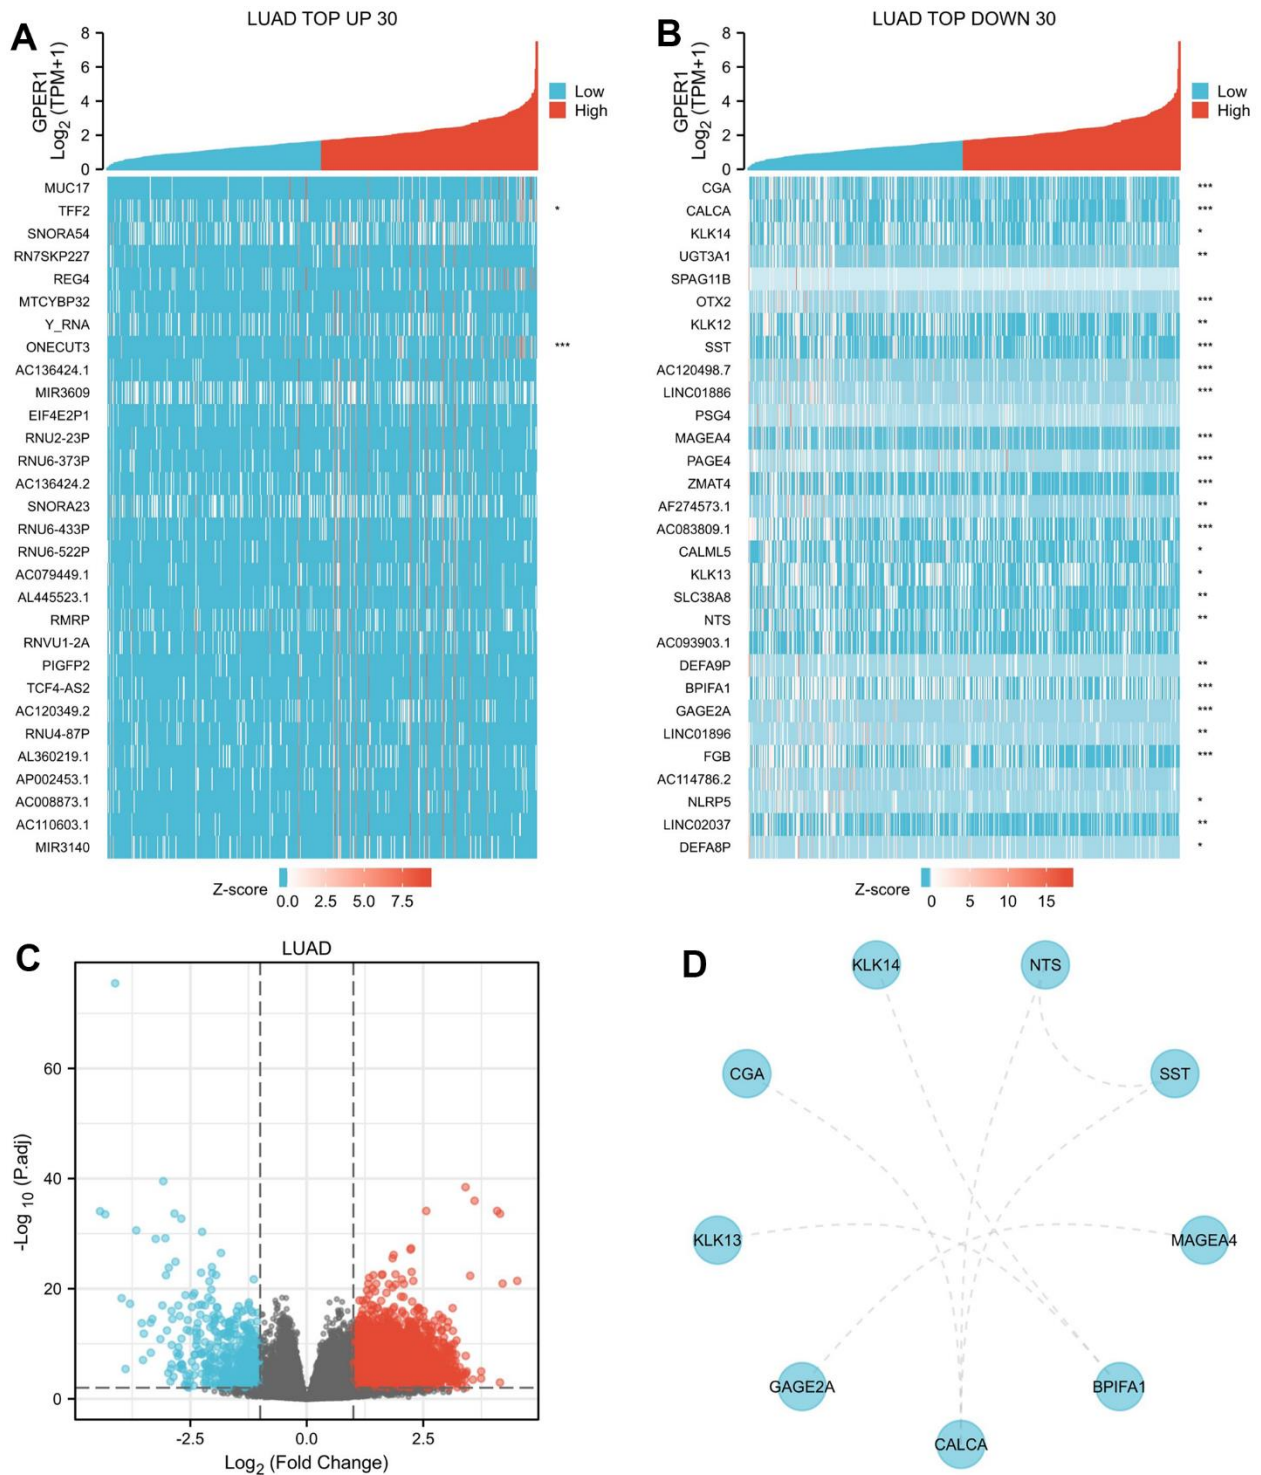 A
LUAD TOP UP 30
GPER1
Log2 (TPM+1)
8
6
4
2
0
Low
High
MUC17
TFF2 *
SNORA54
RN7SKP227
REG4
MTCYBP32
Y_RNA
ONECUT3 ***
AC136424.1
MIR3609
EIF4E2P1
RNU2-23P
RNU6-373P
AC136424.2
SNORA23
RNU6-433P
RNU6-522P
AC079449.1
AL445523.1
RMRP
RNVU1-2A
PIGFP2
TCF4-AS2
AC120349.2
RNU4-87P
AL360219.1
AP002453.1
AC008873.1
AC110603.1
MIR3140
Z-score
0.0 2.5 5.0 7.5
B
LUAD TOP DOWN 30
GPER1
Log2 (TPM+1)
8
6
4
2
0
Low
High
CGA ***
CALCA ***
KLK14 *
UGT3A1 **
SPAG11B
OTX2 ***
KLK12 **
SST ***
AC120498.7 ***
LINC01886 ***
PSG4
MAGEA4 ***
PAGE4 ***
ZMAT4 ***
AF274573.1 **
AC083809.1 ***
CALML5 *
KLK13 *
SLC38A8 **
NTS **
AC093903.1
DEFA9P **
BPIFA1 ***
GAGE2A ***
LINC01896 **
FGB ***
AC114786.2
NLRP5 *
LINC02037 **
DEFA8P *
Z-score
0 5 10 15
C
LUAD
-Log 10 (P.adj)
60
40
20
0
-2.5 0.0 2.5
Log2 (Fold Change)
D
KLK14
NTS
CGA
SST
KLK13
MAGEA4
GAGE2A
BPIFA1
CALCA